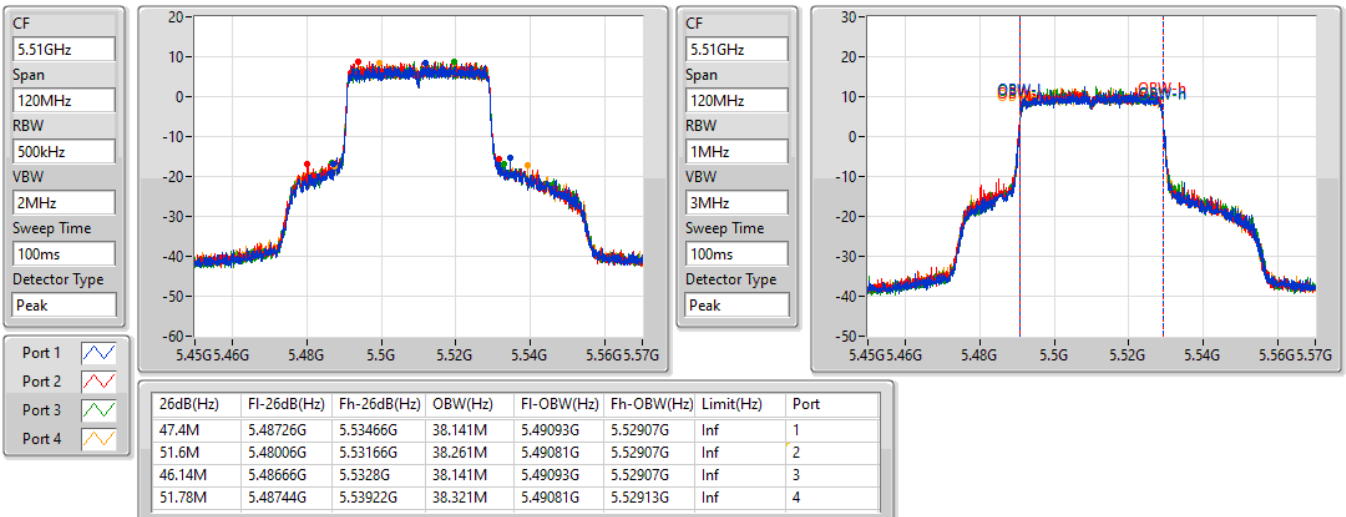 CF
5.51GHz
Span
120MHz
RBW
500kHz
VBW
2MHz
Sweep Time
100ms
Detector Type
Peak
20
10
0
-10
-20
-30
-40
-50
-60
5.45G 5.46G 5.48G 5.5G 5.52G 5.54G 5.56G 5.57G
CF
5.51GHz
Span
120MHz
RBW
1MHz
VBW
3MHz
Sweep Time
100ms
Detector Type
Peak
30
20
10
0
-10
-20
-30
-40
-50
OBW-l OBW-h
5.45G 5.46G 5.48G 5.5G 5.52G 5.54G 5.56G 5.57G
Port 1
Port 2
Port 3
Port 4
26dB(Hz) Fl-26dB(Hz) Fh-26dB(Hz) OBW(Hz) Fl-OBW(Hz) Fh-OBW(Hz) Limit(Hz) Port
47.4M 5.48726G 5.53466G 38.141M 5.49093G 5.52907G Inf 1
51.6M 5.48006G 5.53166G 38.261M 5.49081G 5.52907G Inf 2
46.14M 5.48666G 5.5328G 38.141M 5.49093G 5.52907G Inf 3
51.78M 5.48744G 5.53922G 38.321M 5.49081G 5.52913G Inf 4